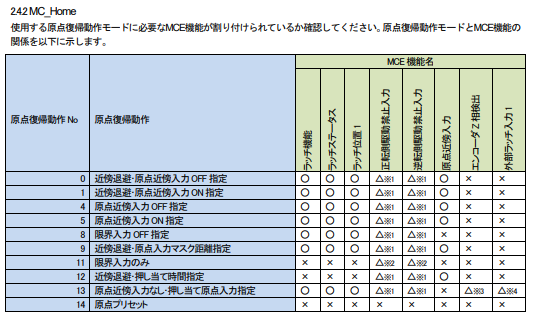 2.4.2 MC_Home
使用する原点復帰動作モードに必要なMCE機能が割り付けられているか確認してください。原点復帰動作モードとMCE機能の
関係を以下に示します。
MCE 機能名
原点復帰動作 No 原点復帰動作 ラッチ機能 ラッチステータス ラッチ位置 1 正転側駆動禁止入力 逆転側駆動禁止入力 原点近傍入力 エンコーダ Z 相検出 外部ラッチ入力 1
0 近傍退避・原点近傍入力 OFF 指定 〇 〇 〇 △※1 △※1 〇 × ×
1 近傍退避・原点近傍入力 ON 指定 〇 〇 〇 △※1 △※1 〇 × ×
4 原点近傍入力 OFF 指定 〇 〇 〇 △※1 △※1 〇 × ×
5 原点近傍入力 ON 指定 〇 〇 〇 △※1 △※1 〇 × ×
8 限界入力 OFF 指定 〇 〇 〇 △※1 △※1 × × ×
9 近傍退避・原点入力マスク距離指定 〇 〇 〇 △※1 △※1 〇 × ×
11 限界入力のみ × × × △※2 △※2 × × ×
12 近傍退避・押し当て時間指定 × × × △※1 △※1 〇 × ×
13 原点近傍入力なし・押し当て原点入力指定 〇 〇 〇 △※1 △※1 × △※3 △※4
14 原点プリセット × × × × × × × ×